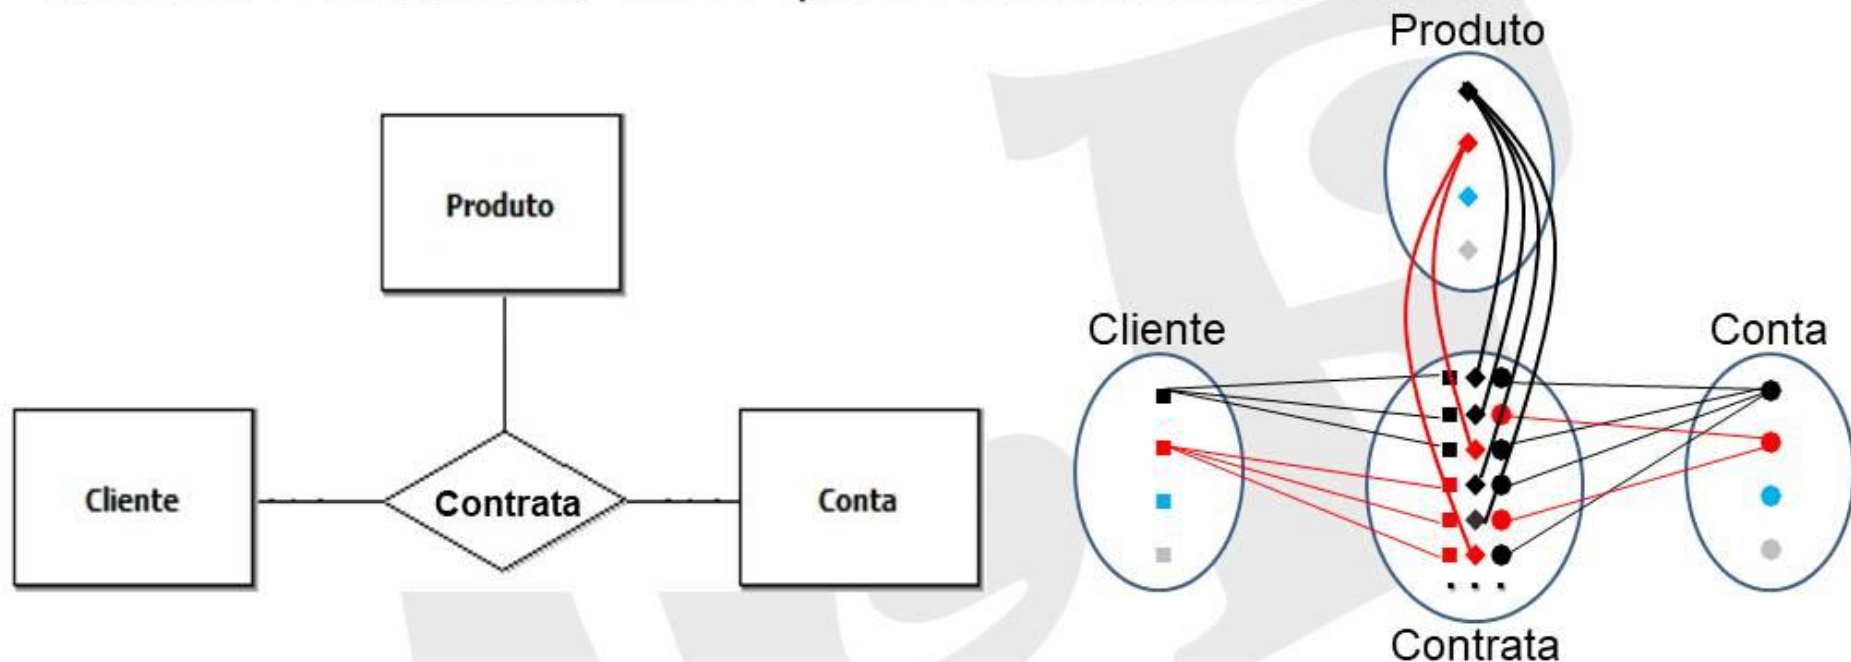 Produto
Produto
Cliente
Conta
Cliente
Contrata
Conta
Contrata